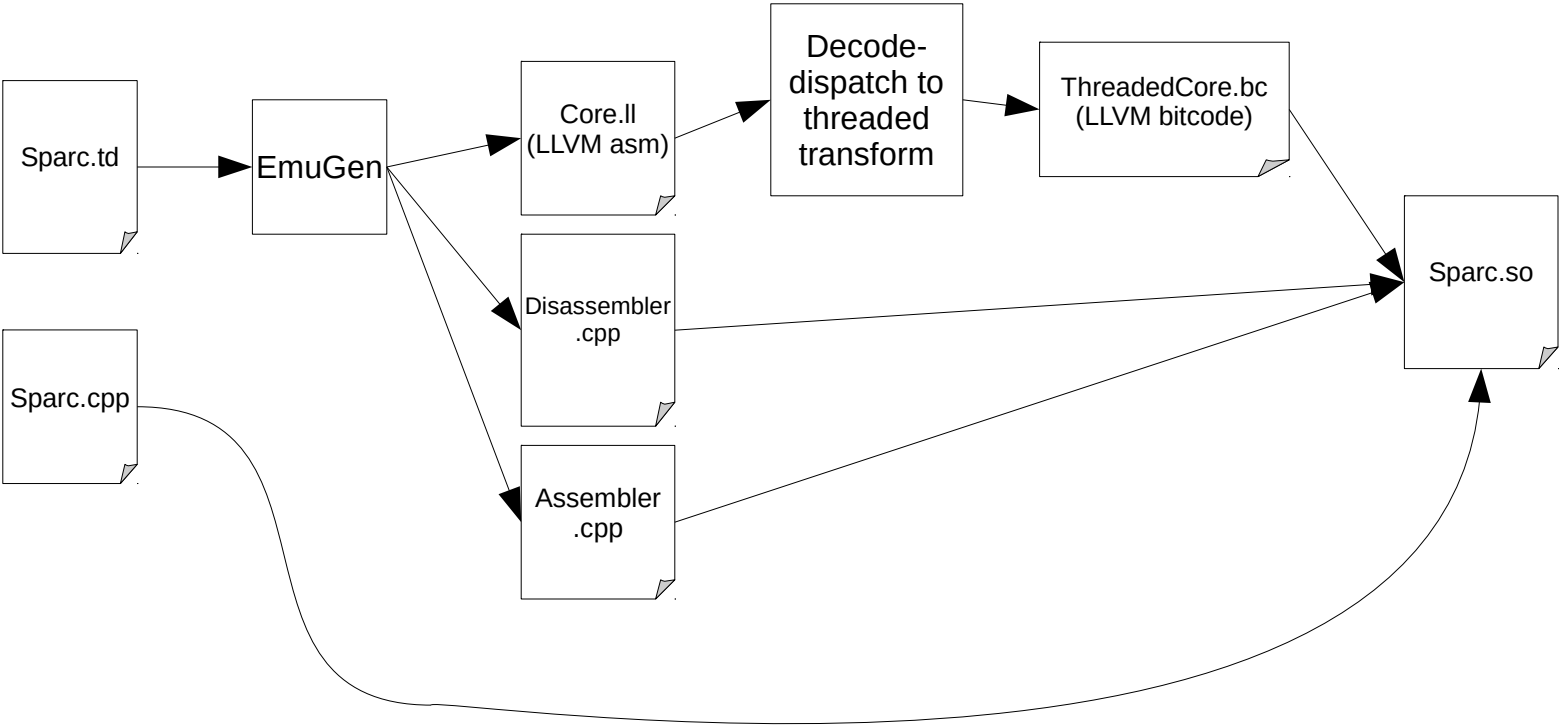 Sparc.td
EmuGen
Core.ll
(LLVM asm)
Decode-
dispatch to
threaded
transform
ThreadedCore.bc
(LLVM bitcode)
Sparc.so
Disassembler
.cpp
Sparc.cpp
Assembler
.cpp